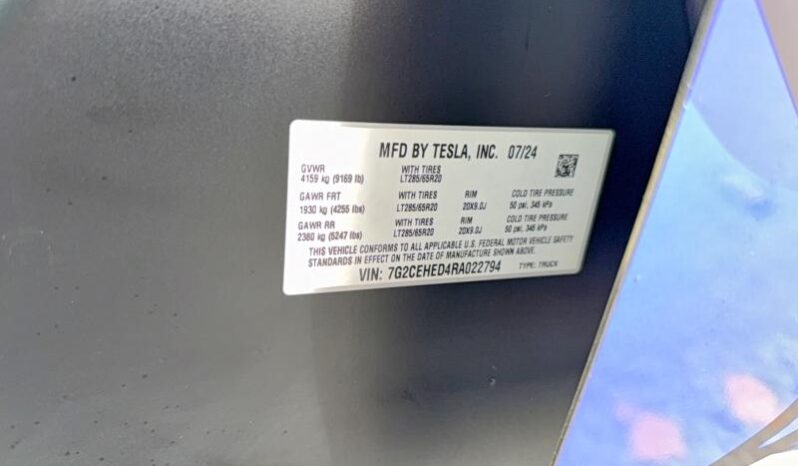 MFD BY TESLA, INC. 07/24
GVWR WITH TIRES
4159 kg (9169 lb) LT285/65R20
GAWR FRT WITH TIRES RIM COLD TIRE PRESSURE
1930 kg (4255 lbs) LT285/65R20 20X9.0J 50 psi, 345 kPa
GAWR RR WITH TIRES RIM COLD TIRE PRESSURE
2380 kg (5247 lbs) LT285/65R20 20X9.0J 50 psi, 345 kPa
THIS VEHICLE CONFORMS TO ALL APPLICABLE U.S. FEDERAL MOTOR VEHICLE SAFETY
STANDARDS IN EFFECT ON THE DATE OF MANUFACTURE SHOWN ABOVE.
VIN: 7G2CEHED4RA022794 TYPE: TRUCK